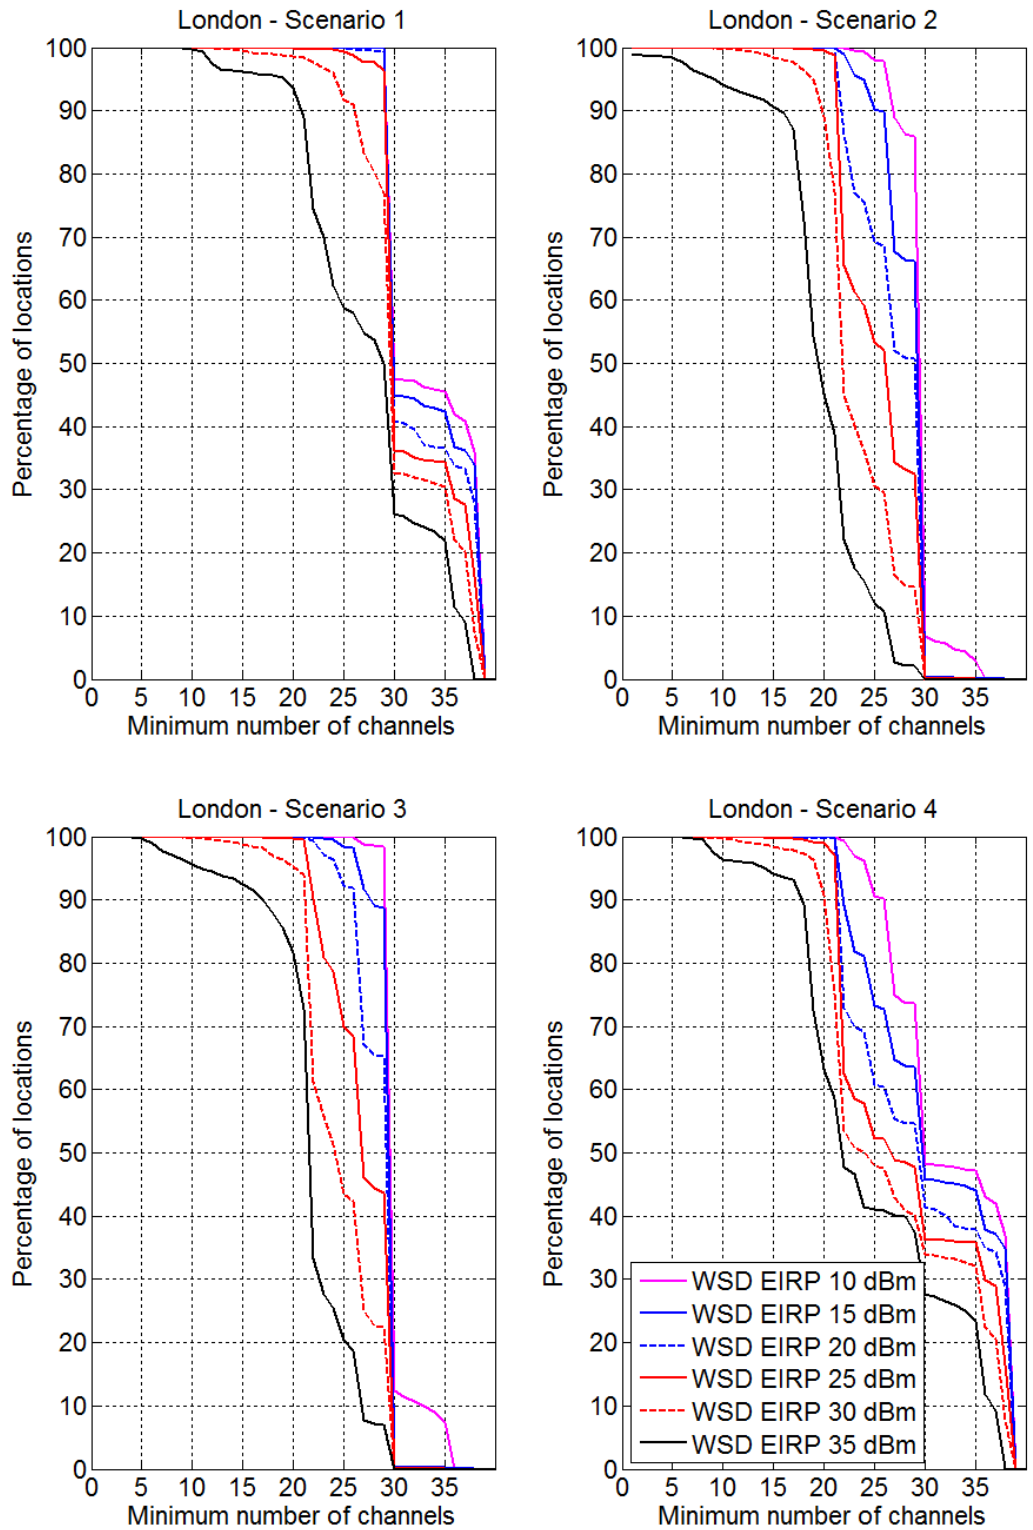 London - Scenario 1
100
90
80
70
60
50
40
30
20
10
0
Percentage of locations
0 5 10 15 20 25 30 35
Minimum number of channels
London - Scenario 2
100
90
80
70
60
50
40
30
20
10
0
Percentage of locations
0 5 10 15 20 25 30 35
Minimum number of channels
London - Scenario 3
100
90
80
70
60
50
40
30
20
10
0
Percentage of locations
0 5 10 15 20 25 30 35
Minimum number of channels
London - Scenario 4
100
90
80
70
60
50
40
30
20
10
0
Percentage of locations
WSD EIRP 10 dBm
WSD EIRP 15 dBm
WSD EIRP 20 dBm
WSD EIRP 25 dBm
WSD EIRP 30 dBm
WSD EIRP 35 dBm
0 5 10 15 20 25 30 35
Minimum number of channels